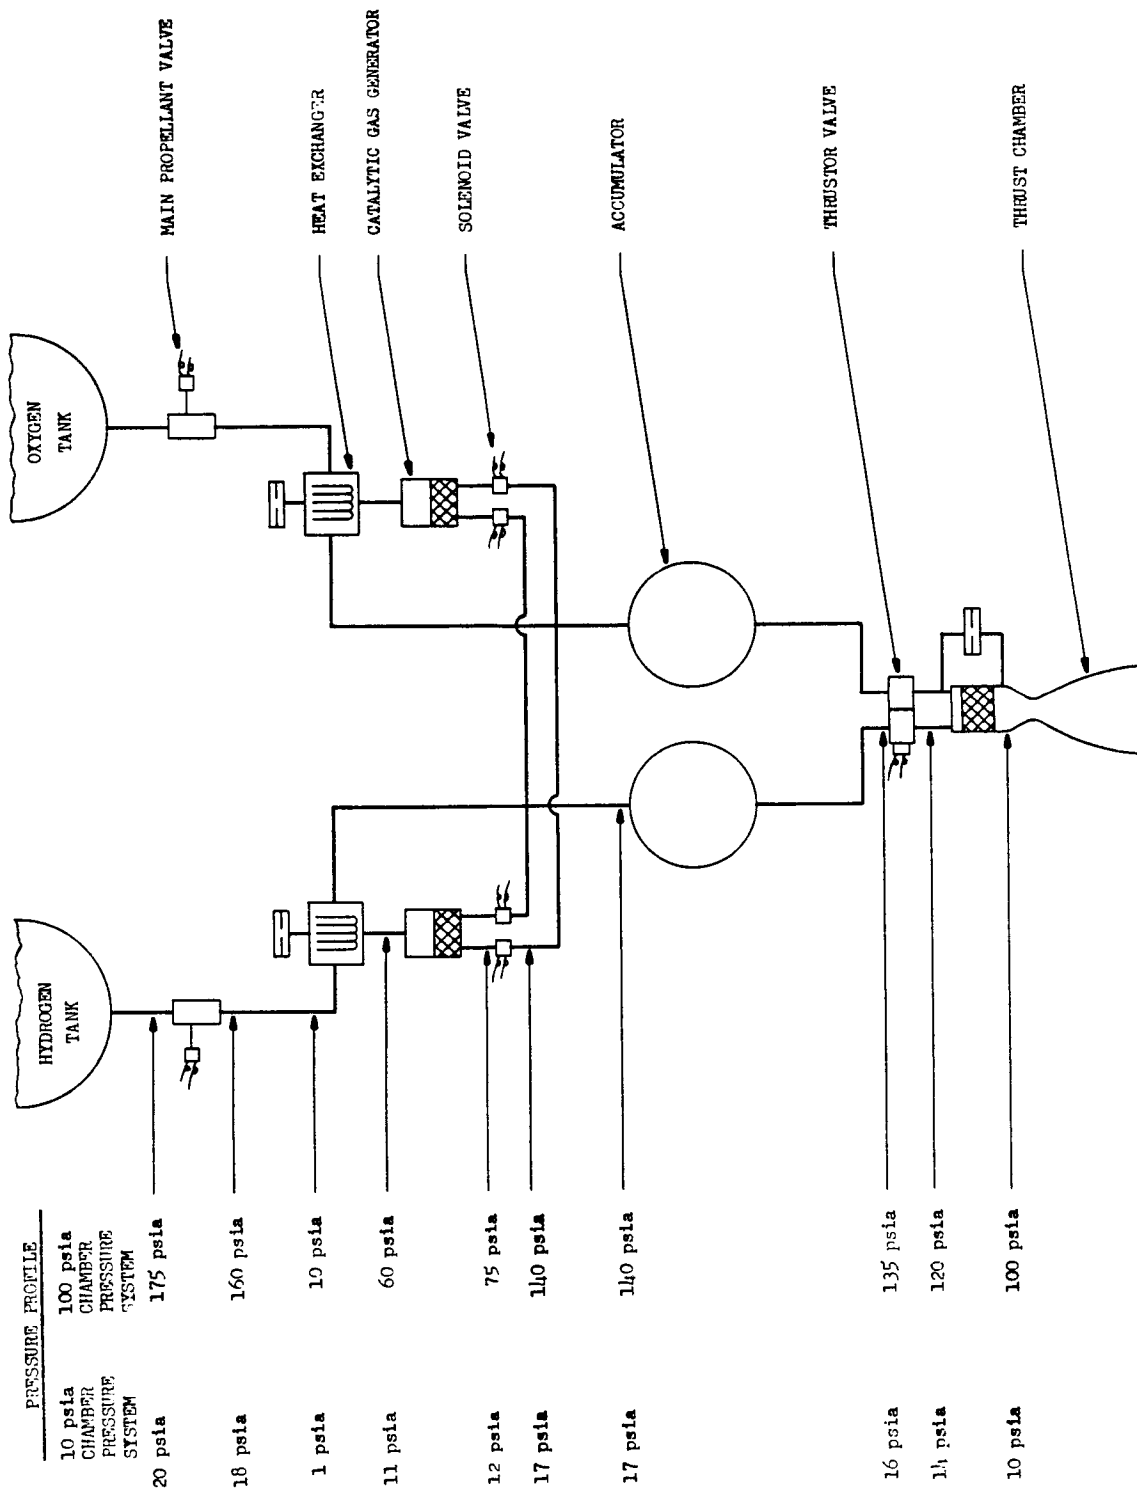 PRESSURE PROFILE
10 psia
CHAMBER
PRESSURE
SYSTEM
100 psia
CHAMBER
PRESSURE
SYSTEM
20 psia
175 psia
18 psia
160 psia
1 psia
10 psia
11 psia
60 psia
12 psia
75 psia
17 psia
140 psia
17 psia
140 psia
16 psia
135 psia
14 psia
120 psia
10 psia
100 psia
HYDROGEN
TANK
OXYGEN
TANK
MAIN PROPELLANT VALVE
HEAT EXCHANGER
CATALYTIC GAS GENERATOR
SOLENOID VALVE
ACCUMULATOR
THRUSTOR VALVE
THRUST CHAMBER